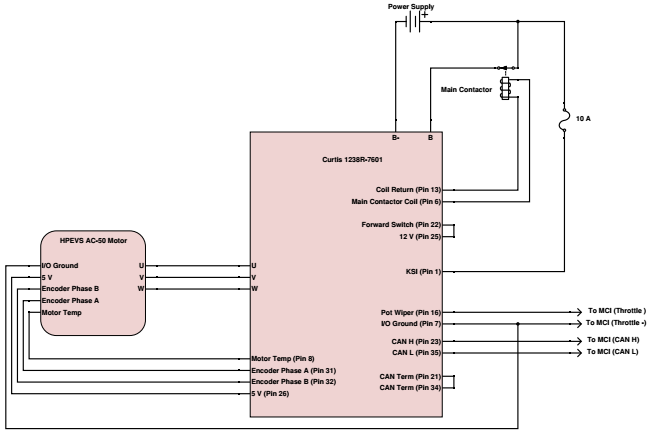 Power Supply
+
Main Contactor
10 A
B-
B
Curtis 1238R-7601
Coil Return (Pin 13)
Main Contactor Coil (Pin 6)
Forward Switch (Pin 22)
12 V (Pin 25)
HPEVS AC-50 Motor
I/O Ground
U
U
KSI (Pin 1)
5 V
V
V
Encoder Phase B
W
W
Encoder Phase A
Motor Temp
Pot Wiper (Pin 16)
To MCI (Throttle )
I/O Ground (Pin 7)
To MCI (Throttle -)
CAN H (Pin 23)
To MCI (CAN H)
CAN L (Pin 35)
To MCI (CAN L)
Motor Temp (Pin 8)
Encoder Phase A (Pin 31)
CAN Term (Pin 21)
Encoder Phase B (Pin 32)
CAN Term (Pin 34)
5 V (Pin 26)